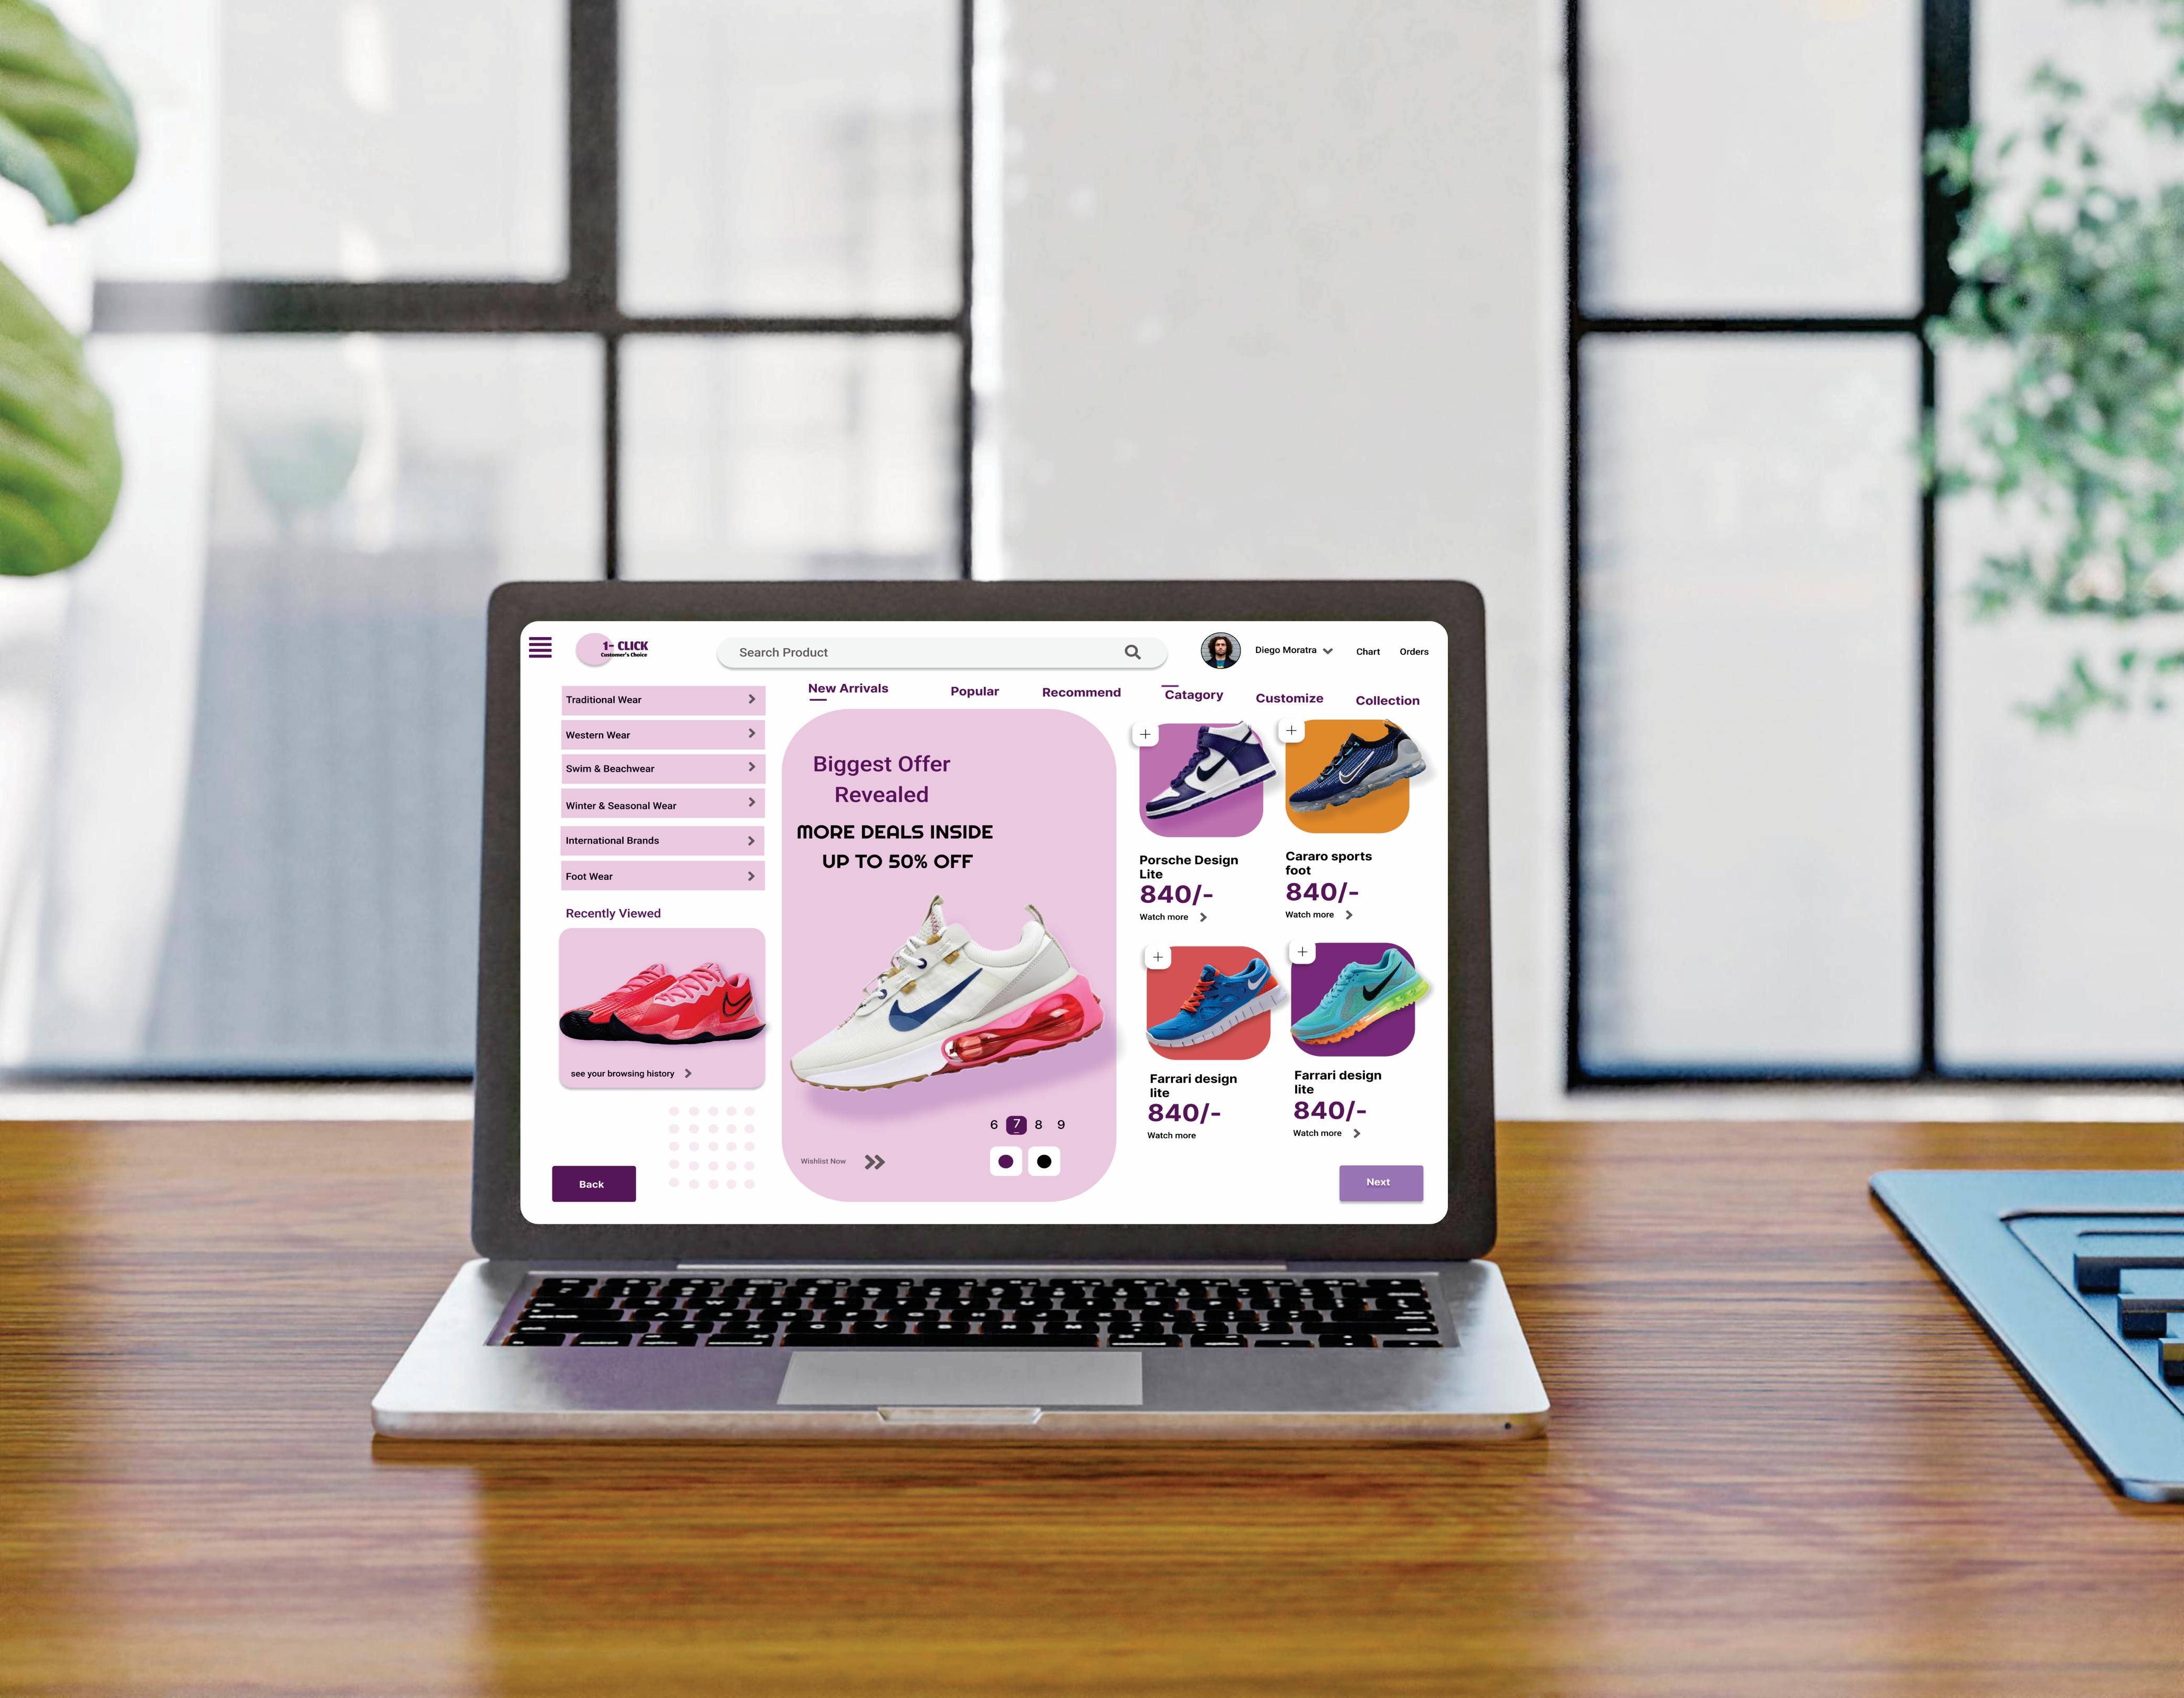 1- CLICK
Customer's Choice
Search Product
Diego Moratra
Chart
Orders
Traditional Wear
Western Wear
Swim & Beachwear
Winter & Seasonal Wear
International Brands
Foot Wear
Recently Viewed
see your browsing history
Back
New Arrivals
Popular
Recommend
Catagory
Customize
Collection
Biggest Offer
Revealed
MORE DEALS INSIDE
UP TO 50% OFF
6 7 8 9
Wishlist Now
Porsche Design
Lite
840/-
Watch more
Cararo sports
foot
840/-
Watch more
Farrari design
lite
840/-
Watch more
Farrari design
lite
840/-
Watch more
Next